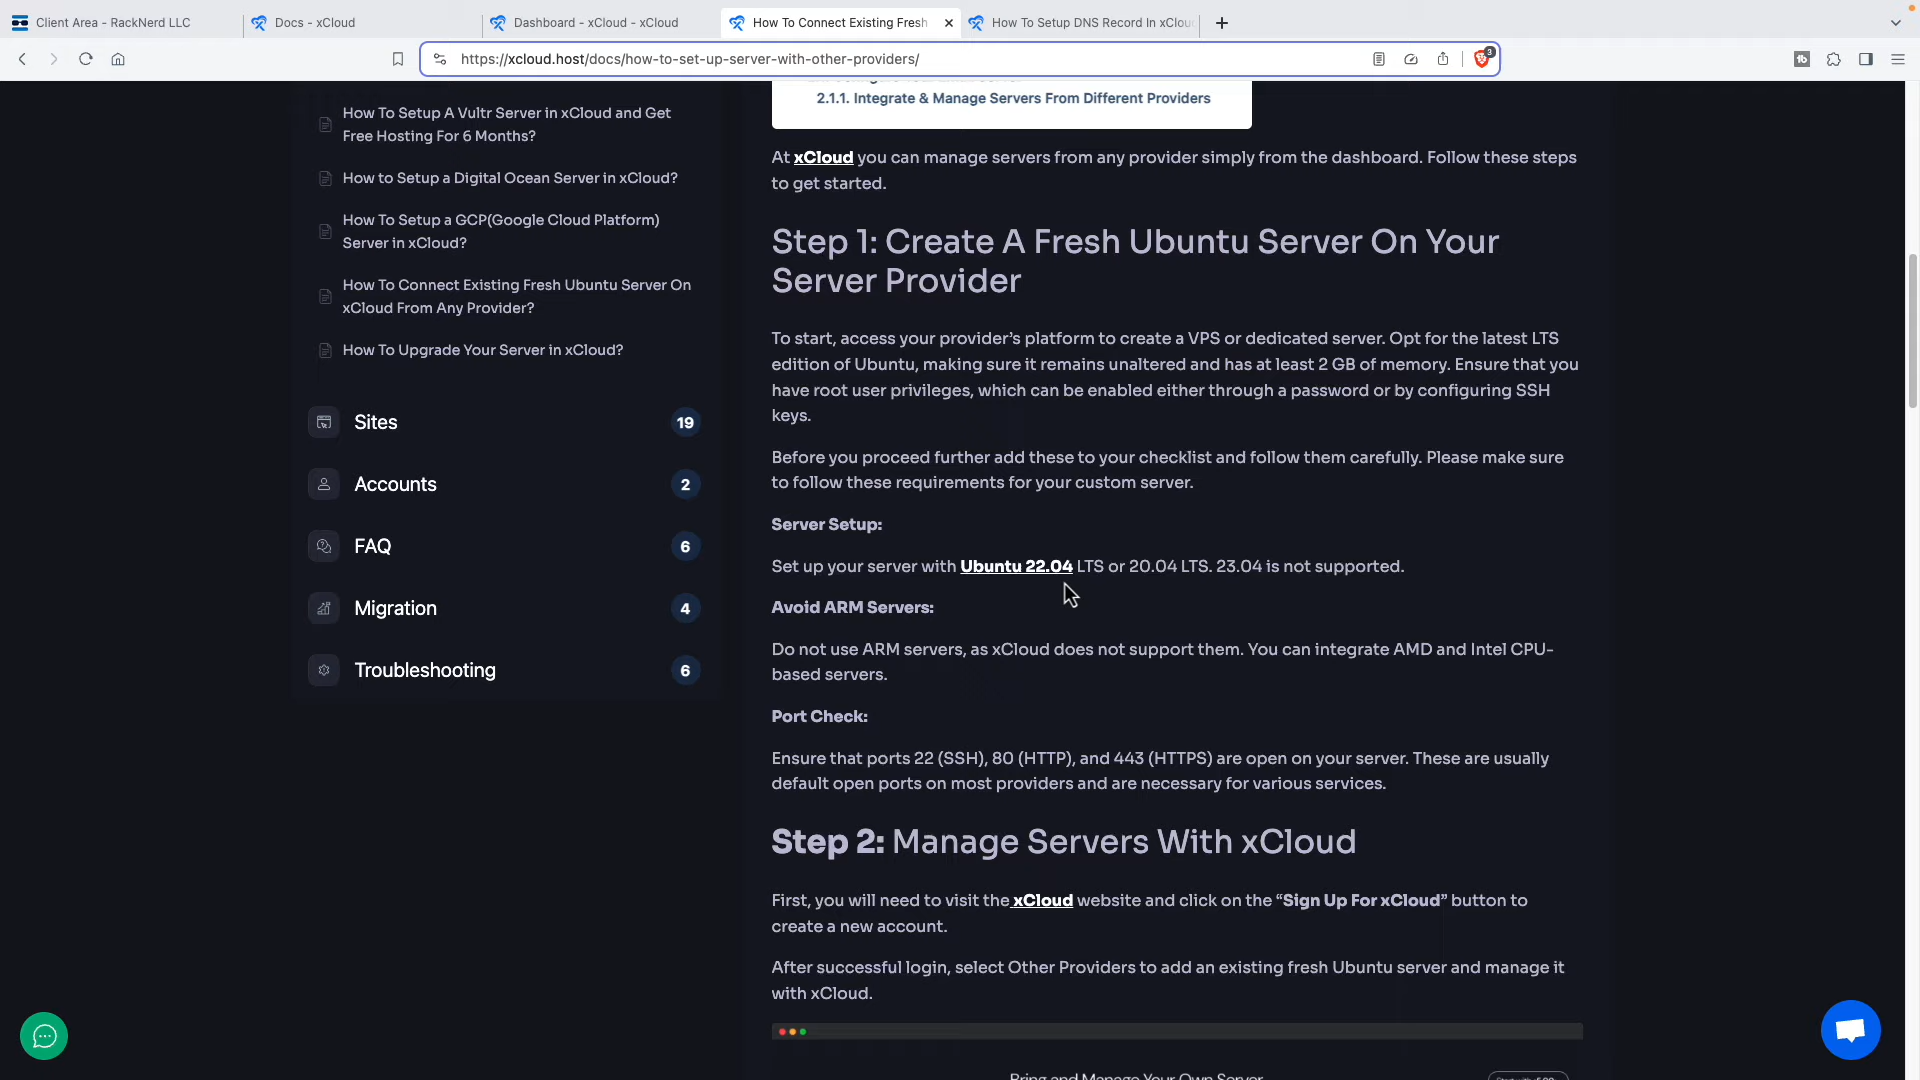 Client Area - RackNerd LLC
Docs - xCloud
Dashboard - xCloud - xCloud
How To Connect Existing Fresh
How To Setup DNS Record In xClou
https://xcloud.host/docs/how-to-set-up-server-with-other-providers/
3
How To Setup A Vultr Server in xCloud and Get
Free Hosting For 6 Months?
How to Setup a Digital Ocean Server in xCloud?
How To Setup a GCP(Google Cloud Platform)
Server in xCloud?
How To Connect Existing Fresh Ubuntu Server On
xCloud From Any Provider?
How To Upgrade Your Server in xCloud?
Sites 19
Accounts 2
FAQ 6
Migration 4
Troubleshooting 6
2.1.1. Integrate & Manage Servers From Different Providers
At xCloud you can manage servers from any provider simply from the dashboard. Follow these steps
to get started.
Step 1: Create A Fresh Ubuntu Server On Your
Server Provider
To start, access your provider’s platform to create a VPS or dedicated server. Opt for the latest LTS
edition of Ubuntu, making sure it remains unaltered and has at least 2 GB of memory. Ensure that you
have root user privileges, which can be enabled either through a password or by configuring SSH
keys.
Before you proceed further add these to your checklist and follow them carefully. Please make sure
to follow these requirements for your custom server.
Server Setup:
Set up your server with Ubuntu 22.04 LTS or 20.04 LTS. 23.04 is not supported.
Avoid ARM Servers:
Do not use ARM servers, as xCloud does not support them. You can integrate AMD and Intel CPU-
based servers.
Port Check:
Ensure that ports 22 (SSH), 80 (HTTP), and 443 (HTTPS) are open on your server. These are usually
default open ports on most providers and are necessary for various services.
Step 2: Manage Servers With xCloud
First, you will need to visit the xCloud website and click on the “Sign Up For xCloud” button to
create a new account.
After successful login, select Other Providers to add an existing fresh Ubuntu server and manage it
with xCloud.
Bring and Manage Your Own Server